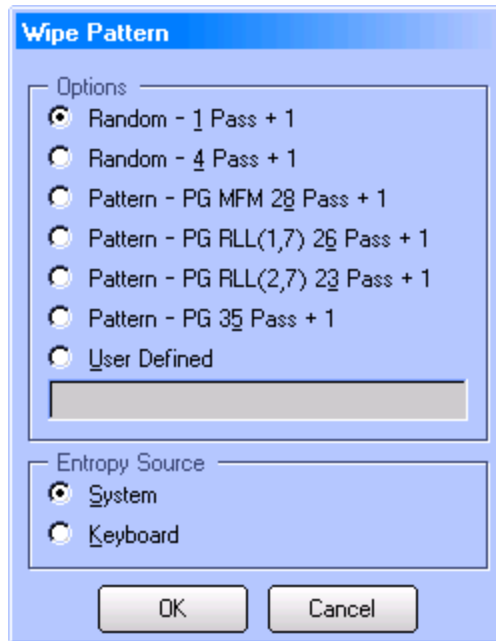 Wipe Pattern
Options
Random - 1 Pass + 1
Random - 4 Pass + 1
Pattern - PG MFM 28 Pass + 1
Pattern - PG RLL(1,7) 26 Pass + 1
Pattern - PG RLL(2,7) 23 Pass + 1
Pattern - PG 35 Pass + 1
User Defined
Entropy Source
System
Keyboard
OK Cancel